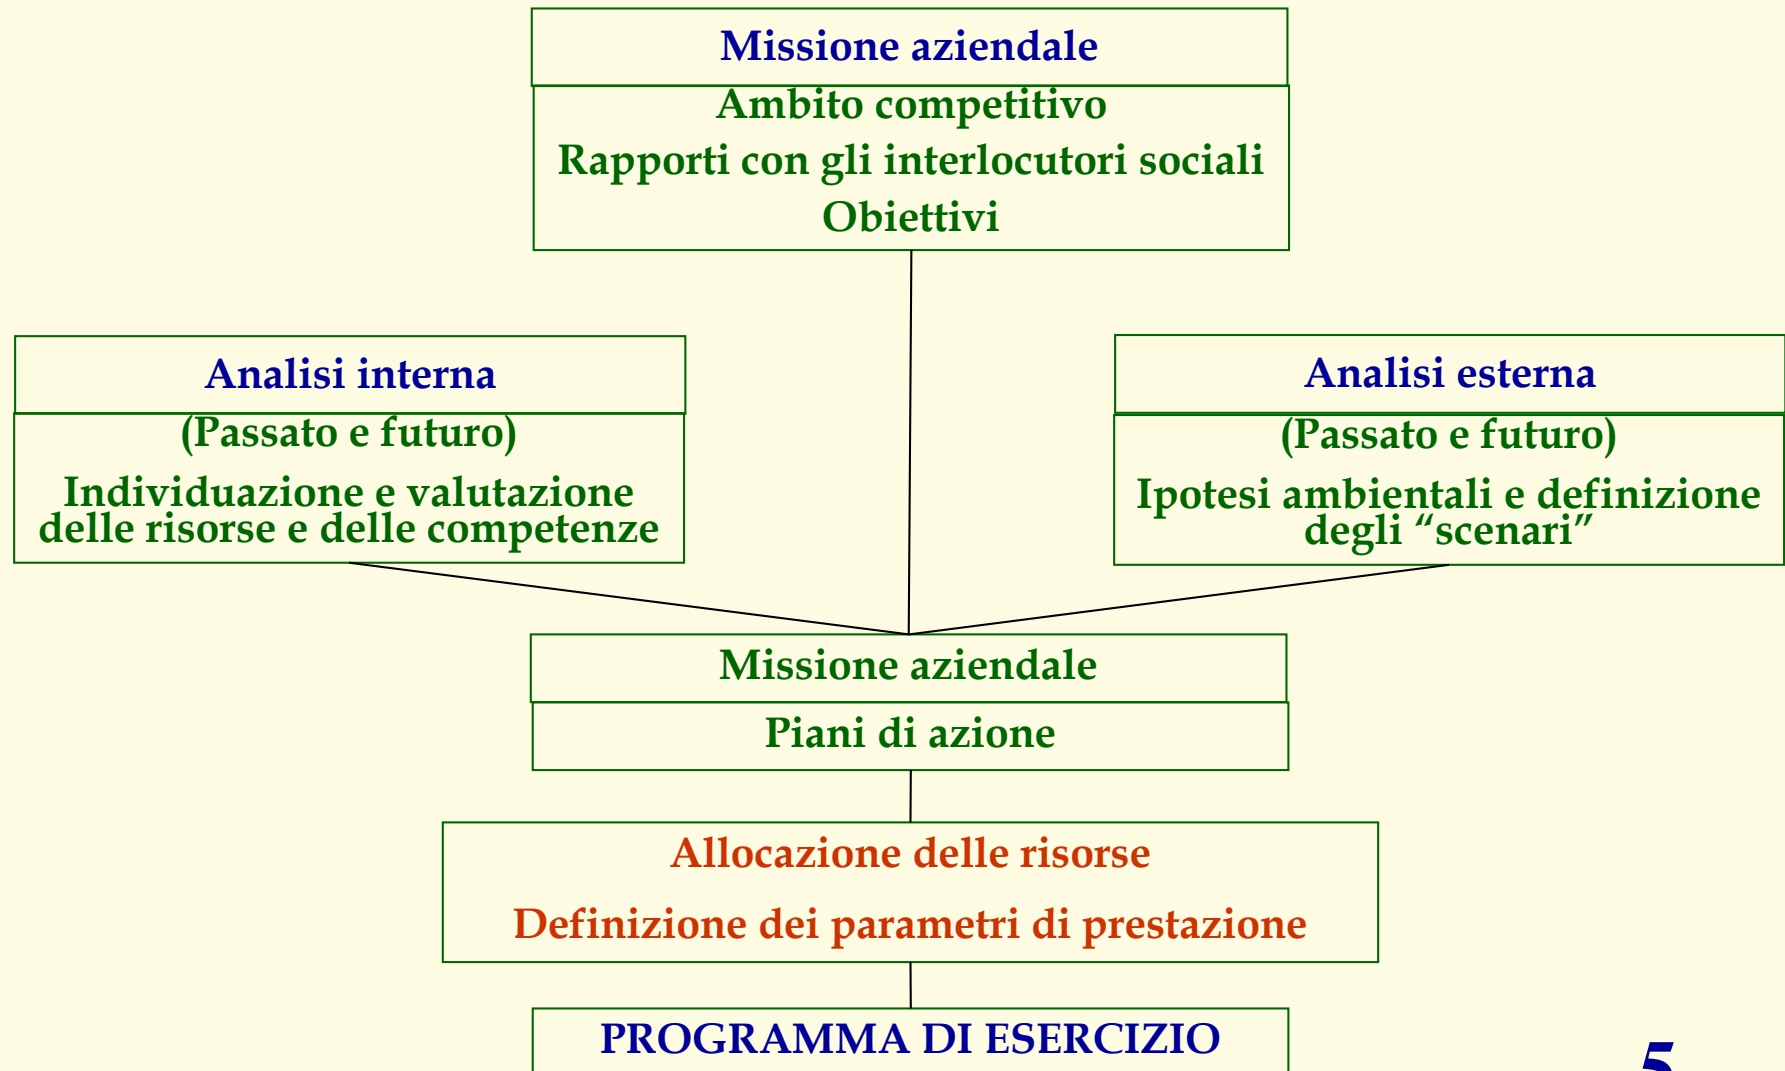 Missione aziendale
Ambito competitivo
Rapporti con gli interlocutori sociali
Obiettivi
Analisi interna
(Passato e futuro)
Individuazione e valutazione
delle risorse e delle competenze
Analisi esterna
(Passato e futuro)
Ipotesi ambientali e definizione
degli “scenari”
Missione aziendale
Piani di azione
Allocazione delle risorse
Definizione dei parametri di prestazione
PROGRAMMA DI ESERCIZIO
5